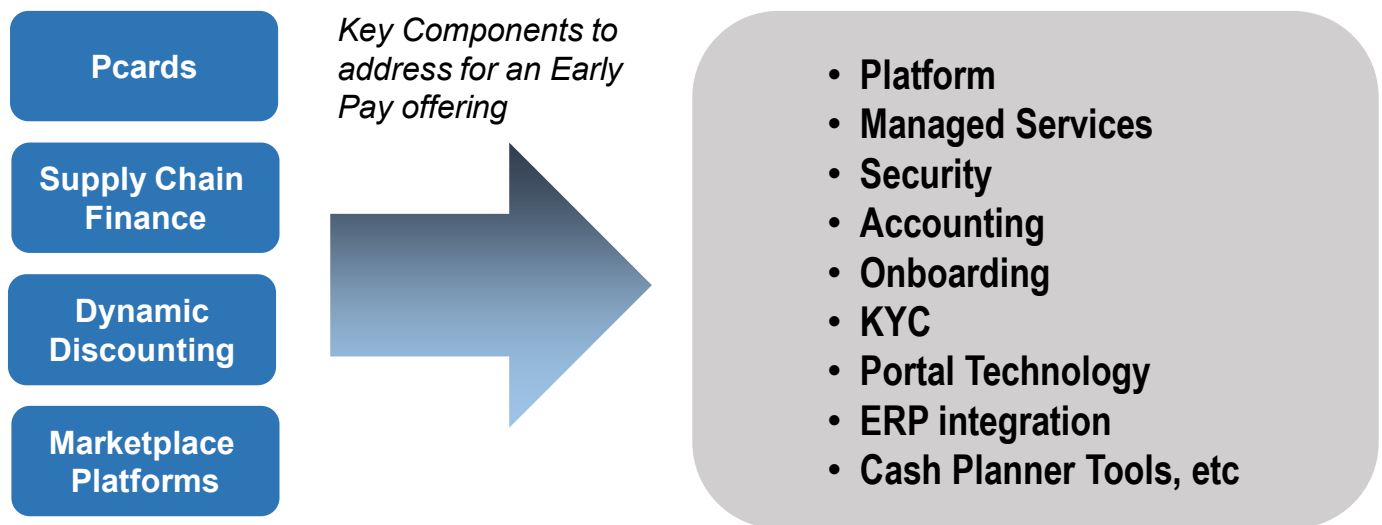 Pcards
Supply Chain
Finance
Dynamic
Discounting
Marketplace
Platforms
Key Components to
address for an Early
Pay offering
• Platform
• Managed Services
• Security
• Accounting
• Onboarding
• KYC
• Portal Technology
• ERP integration
• Cash Planner Tools, etc